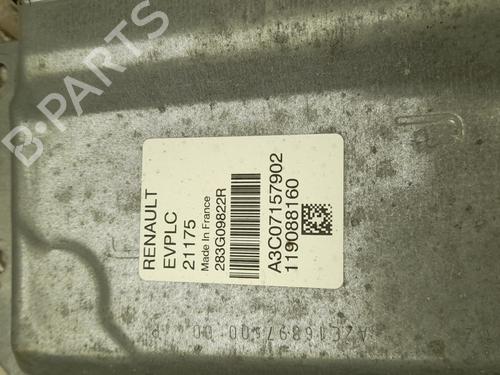 RENAULT
EVPLC
21175
Made In France
283G09822R
A3C07157902
119088160
B-PARTS